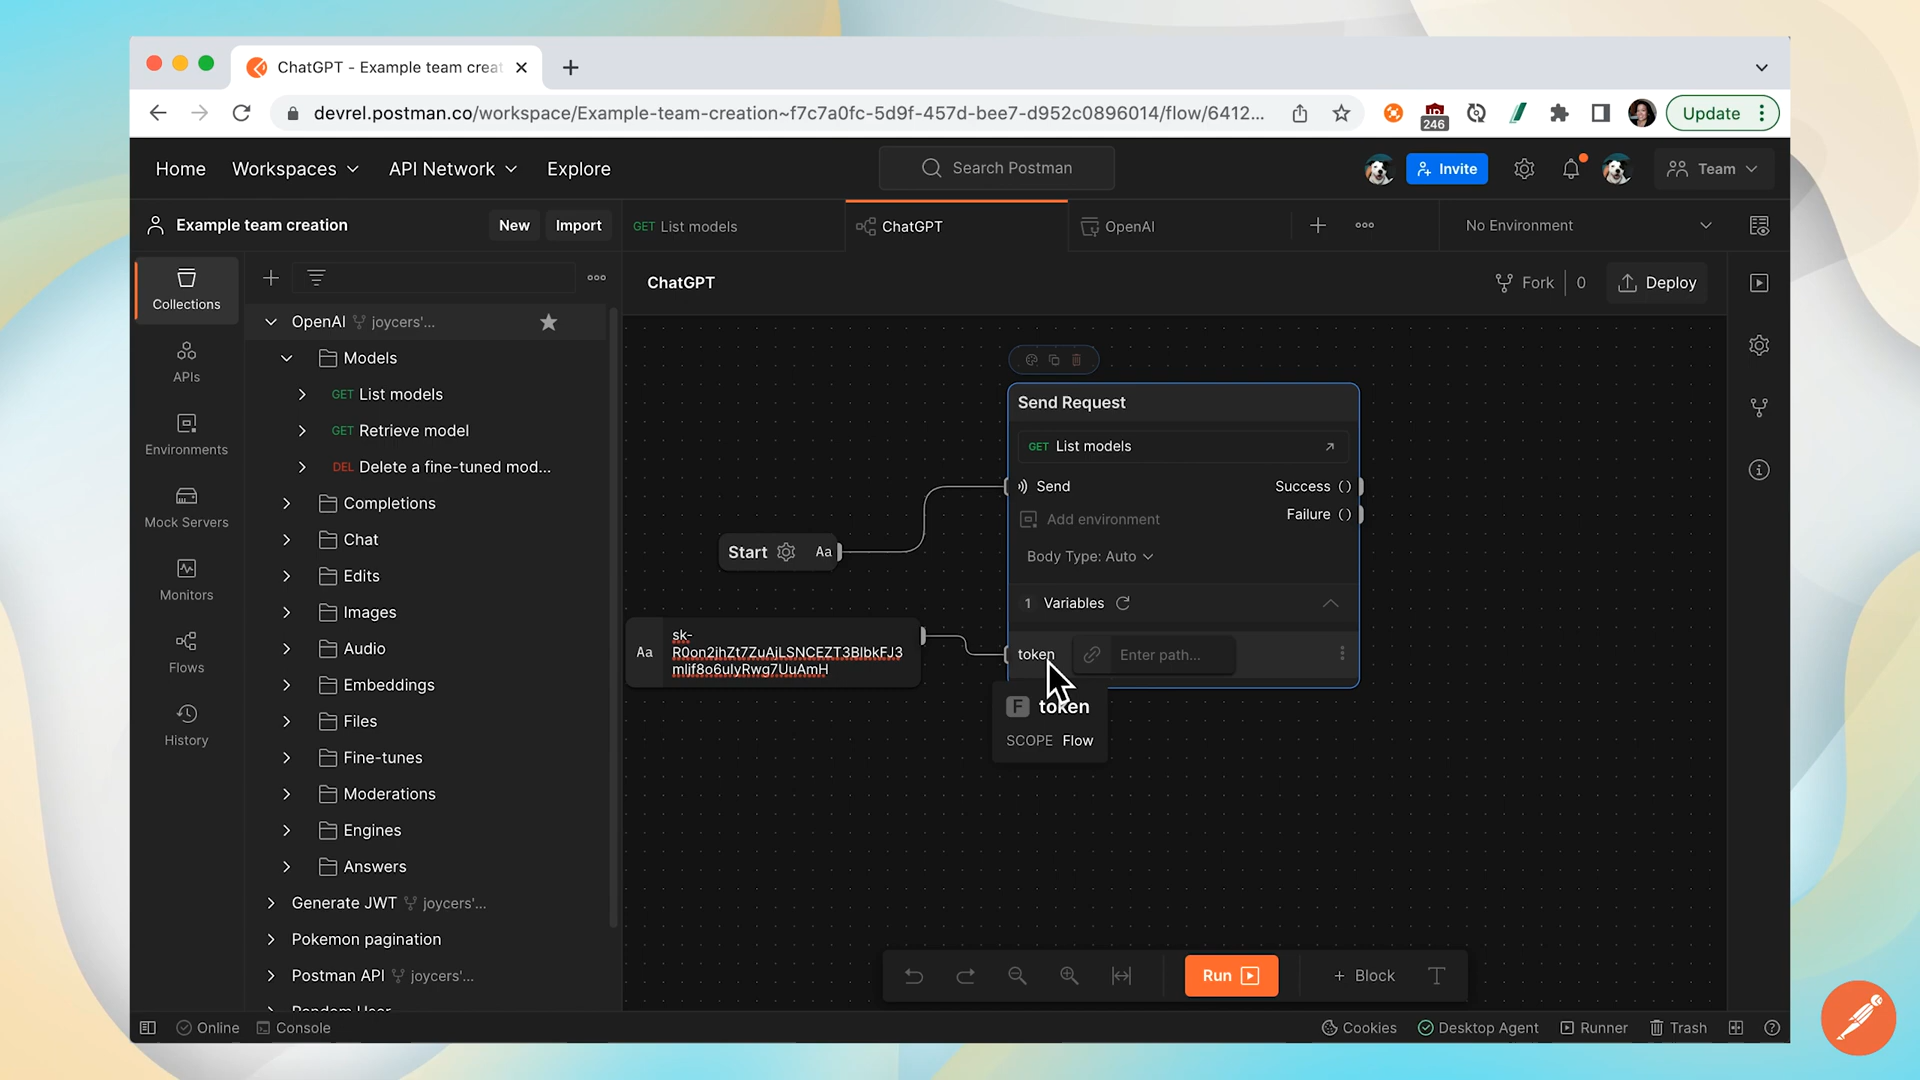 ChatGPT - Example team creat
devrel.postman.co/workspace/Example-team-creation~f7c7a0fc-5d9f-457d-bee7-d952c0896014/flow/6412...
246
Update
Home
Workspaces
API Network
Explore
Search Postman
Invite
Team
Example team creation
New
Import
GET List models
ChatGPT
OpenAI
No Environment
ChatGPT
Fork
0
Deploy
Collections
APIs
Environments
Mock Servers
Monitors
Flows
History
OpenAI joycers'...
Models
GET List models
GET Retrieve model
DEL Delete a fine-tuned mod...
Completions
Chat
Edits
Images
Audio
Embeddings
Files
Fine-tunes
Moderations
Engines
Answers
Generate JWT joycers'...
Pokemon pagination
Postman API joycers'...
Start Aa
Aa
sk-
Send Request
GET List models
Send
Success ()
Add environment
Failure ()
Body Type: Auto
1 Variables
token
Enter path...
F token
SCOPE Flow
Run
+ Block
T
Online
Console
Cookies
Desktop Agent
Runner
Trash